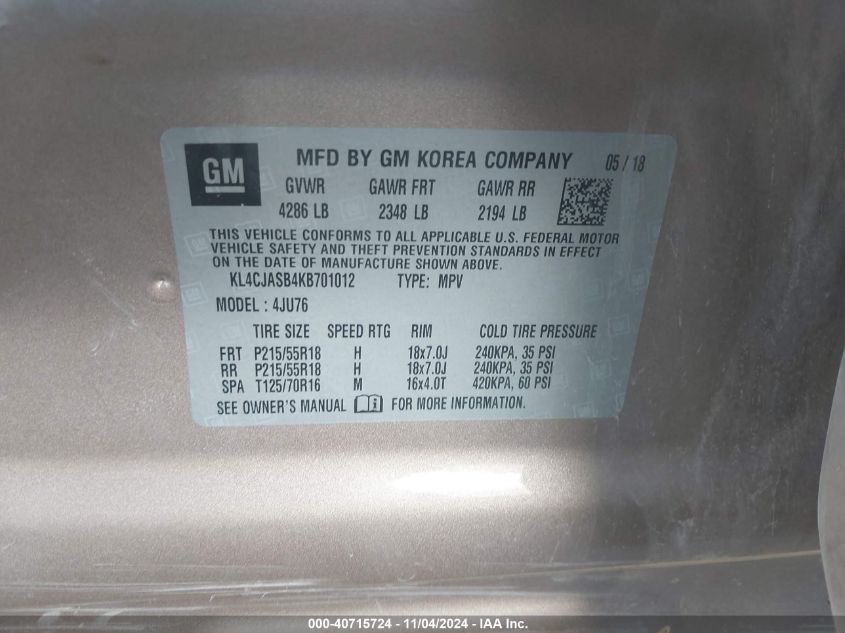 GM
MFD BY GM KOREA COMPANY 05 / 18
GVWR GAWR FRT GAWR RR
4286 LB 2348 LB 2194 LB
THIS VEHICLE CONFORMS TO ALL APPLICABLE U.S. FEDERAL MOTOR
VEHICLE SAFETY AND THEFT PREVENTION STANDARDS IN EFFECT
ON THE DATE OF MANUFACTURE SHOWN ABOVE.
KL4CJASB4KB701012 TYPE: MPV
MODEL : 4JU76
TIRE SIZE SPEED RTG RIM COLD TIRE PRESSURE
FRT P215/55R18 H 18x7.0J 240KPA, 35 PSI
RR P215/55R18 H 18x7.0J 240KPA, 35 PSI
SPA T125/70R16 M 16x4.0T 420KPA, 60 PSI
SEE OWNER'S MANUAL FOR MORE INFORMATION.
000-40715724 - 11/04/2024 - IAA Inc.